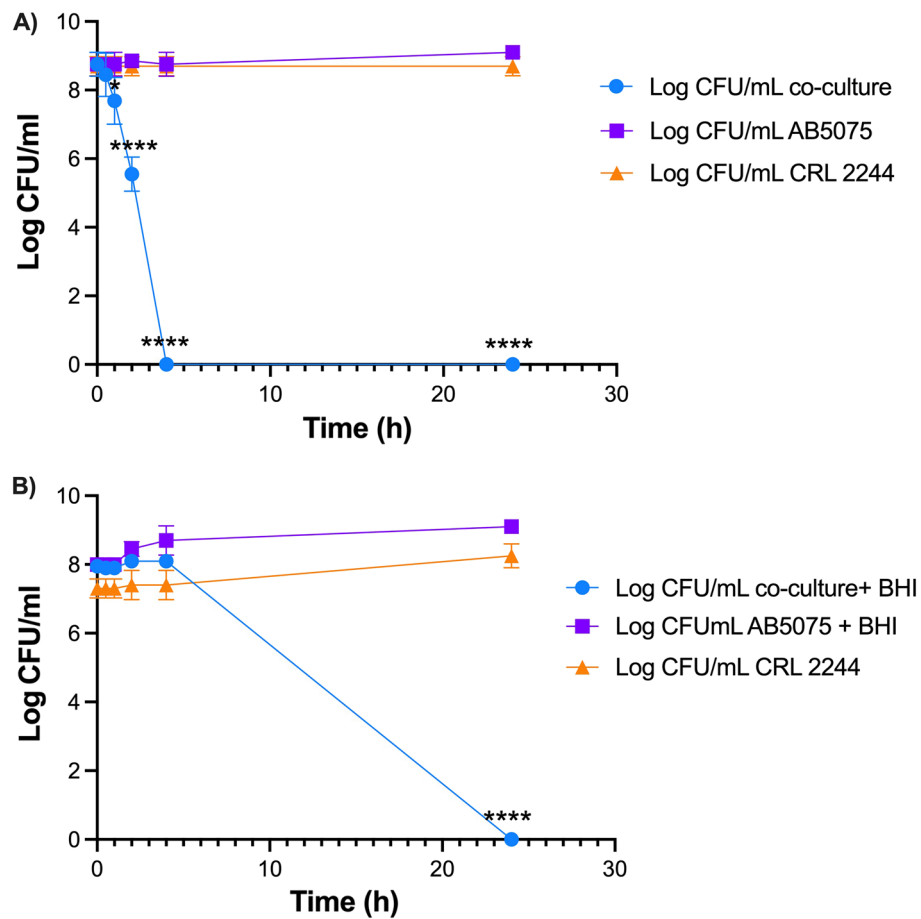 A)
10
8
6
4
2
0
Log CFU/ml
*
****
****
****
0
10
20
30
Time (h)
Log CFU/mL co-culture
Log CFU/mL AB5075
Log CFU/mL CRL 2244
B)
10
8
6
4
2
0
Log CFU/ml
****
0
10
20
30
Time (h)
Log CFU/mL co-culture+ BHI
Log CFUmL AB5075 + BHI
Log CFU/mL CRL 2244